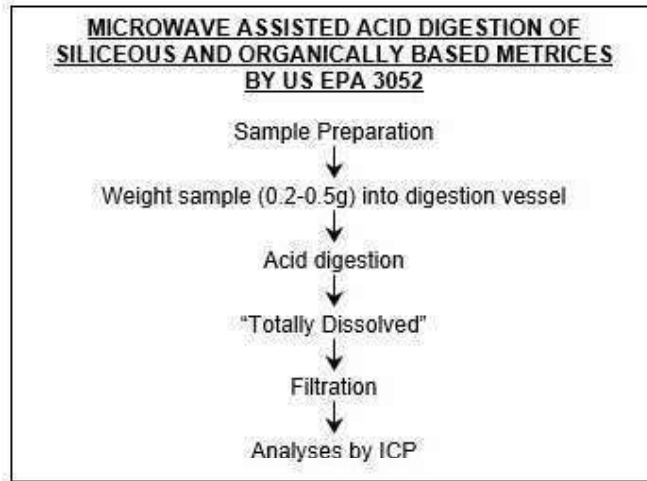 MICROWAVE ASSISTED ACID DIGESTION OF
SILICEOUS AND ORGANICALLY BASED METRICES
BY US EPA 3052
Sample Preparation
Weight sample (0.2-0.5g) into digestion vessel
Acid digestion
“Totally Dissolved”
Filtration
Analyses by ICP